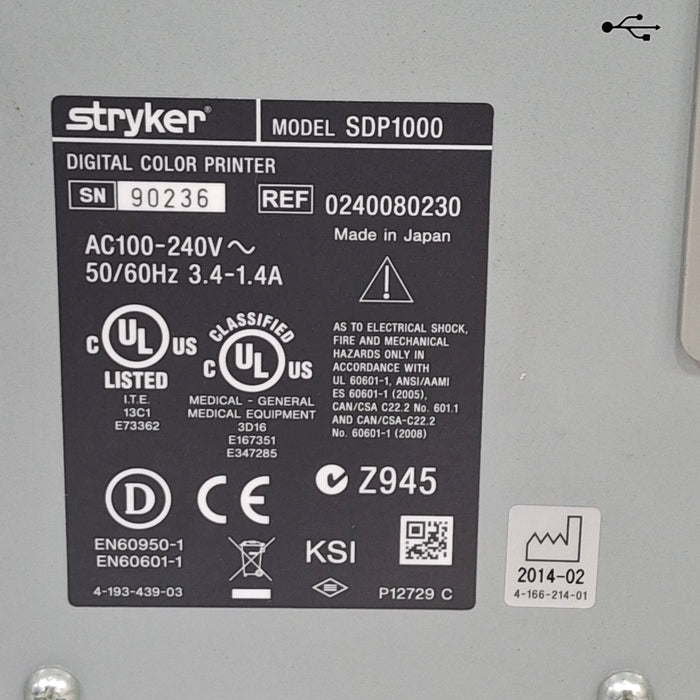 stryker®
MODEL SDP1000
DIGITAL COLOR PRINTER
SN 90236
REF 0240080230
Made in Japan
AC100-240V～
50/60Hz 3.4-1.4A
C UL US
LISTED
I.T.E.
13C1
E73362
CLASSIFIED
C UL US
MEDICAL - GENERAL
MEDICAL EQUIPMENT
3D16
E167351
E347285
AS TO ELECTRICAL SHOCK,
FIRE AND MECHANICAL
HAZARDS ONLY IN
ACCORDANCE WITH
UL 60601-1, ANSI/AAMI
ES 60601-1 (2005),
CAN/CSA C22.2 No. 601.1
AND CAN/CSA-C22.2
No. 60601-1 (2008)
D
CE
Z945
EN60950-1
EN60601-1
KSI
4-193-439-03
P12729 C
2014-02
4-166-214-01